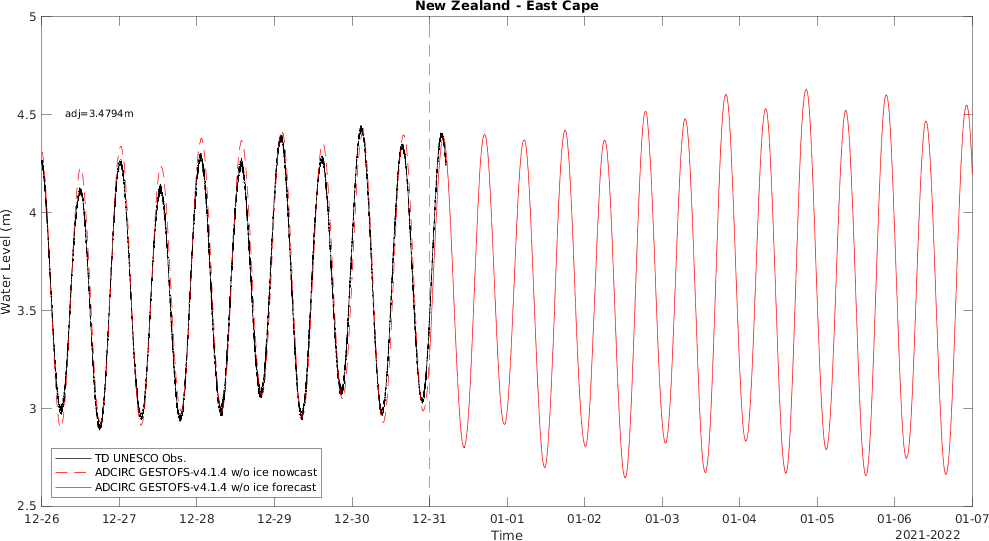 New Zealand - East Cape
5
4.5
4
3.5
3
2.5
Water Level (m)
adj=3.4794m
TD UNESCO Obs.
ADCIRC GESTOFS-v4.1.4 w/o ice nowcast
ADCIRC GESTOFS-v4.1.4 w/o ice forecast
12-26 12-27 12-28 12-29 12-30 12-31 01-01 01-02 01-03 01-04 01-05 01-06 01-07
Time
2021-2022